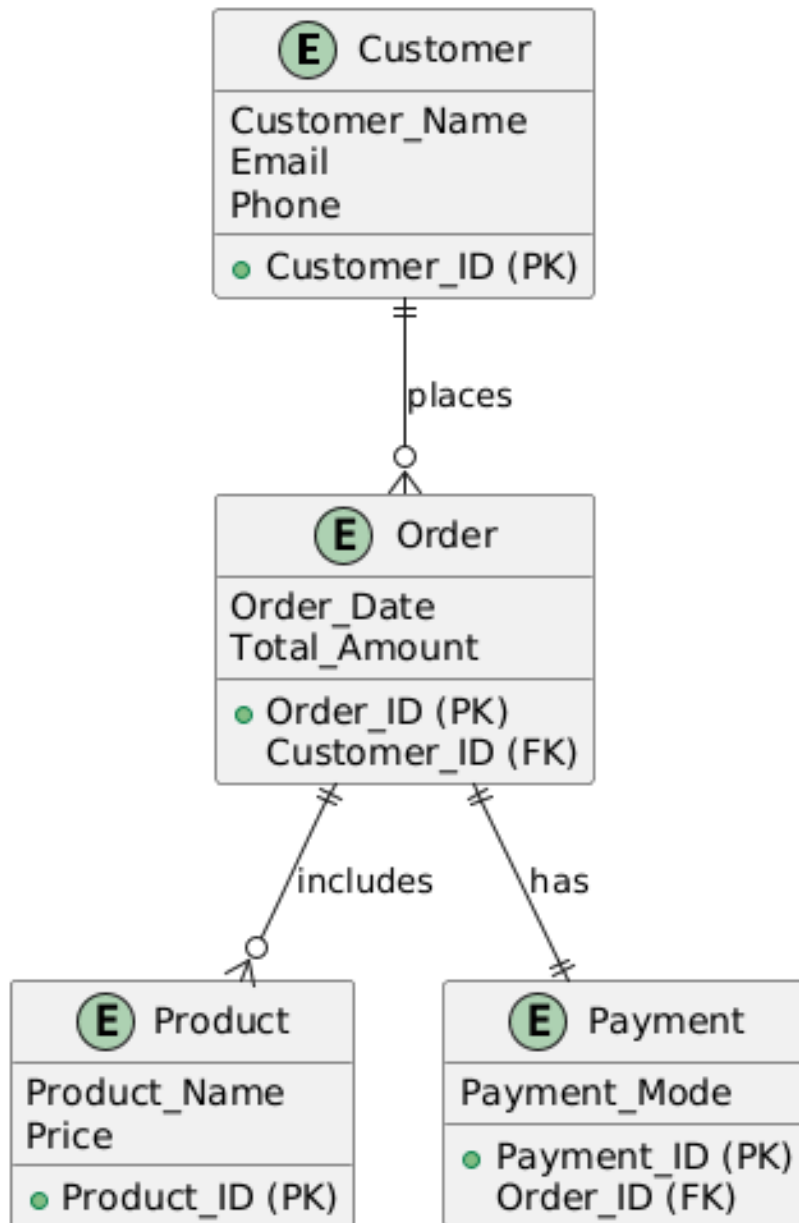 E Customer
Customer_Name
Email
Phone
Customer_ID (PK)
places
E Order
Order_Date
Total_Amount
Order_ID (PK)
Customer_ID (FK)
includes
has
E Product
Product_Name
Price
Product_ID (PK)
E Payment
Payment_Mode
Payment_ID (PK)
Order_ID (FK)